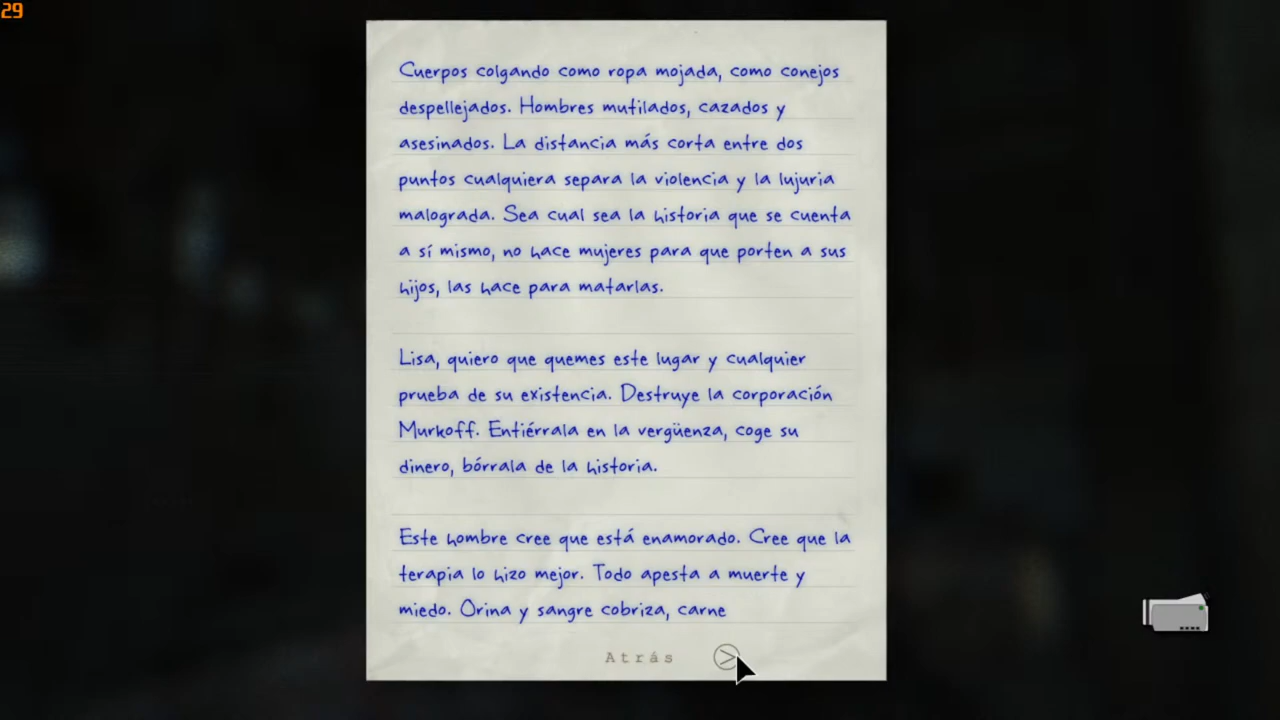 29
Cuerpos colgando como ropa mojada, como conejos
despellejados. Hombres mutilados, cazados y
asesinados. La distancia más corta entre dos
puntos cualquiera separa la violencia y la lujuria
malograda. Sea cual sea la historia que se cuenta
a sí mismo, no hace mujeres para que porten a sus
hijos, las hace para matarlas.
Lisa, quiero que quemes este lugar y cualquier
prueba de su existencia. Destruye la corporación
Murkoff. Entiérrala en la vergüenza, coge su
dinero, bórrala de la historia.
Este hombre cree que está enamorado. Cree que la
terapia lo hizo mejor. Todo apesta a muerte y
miedo. Orina y sangre cobriza, carne
Atrás